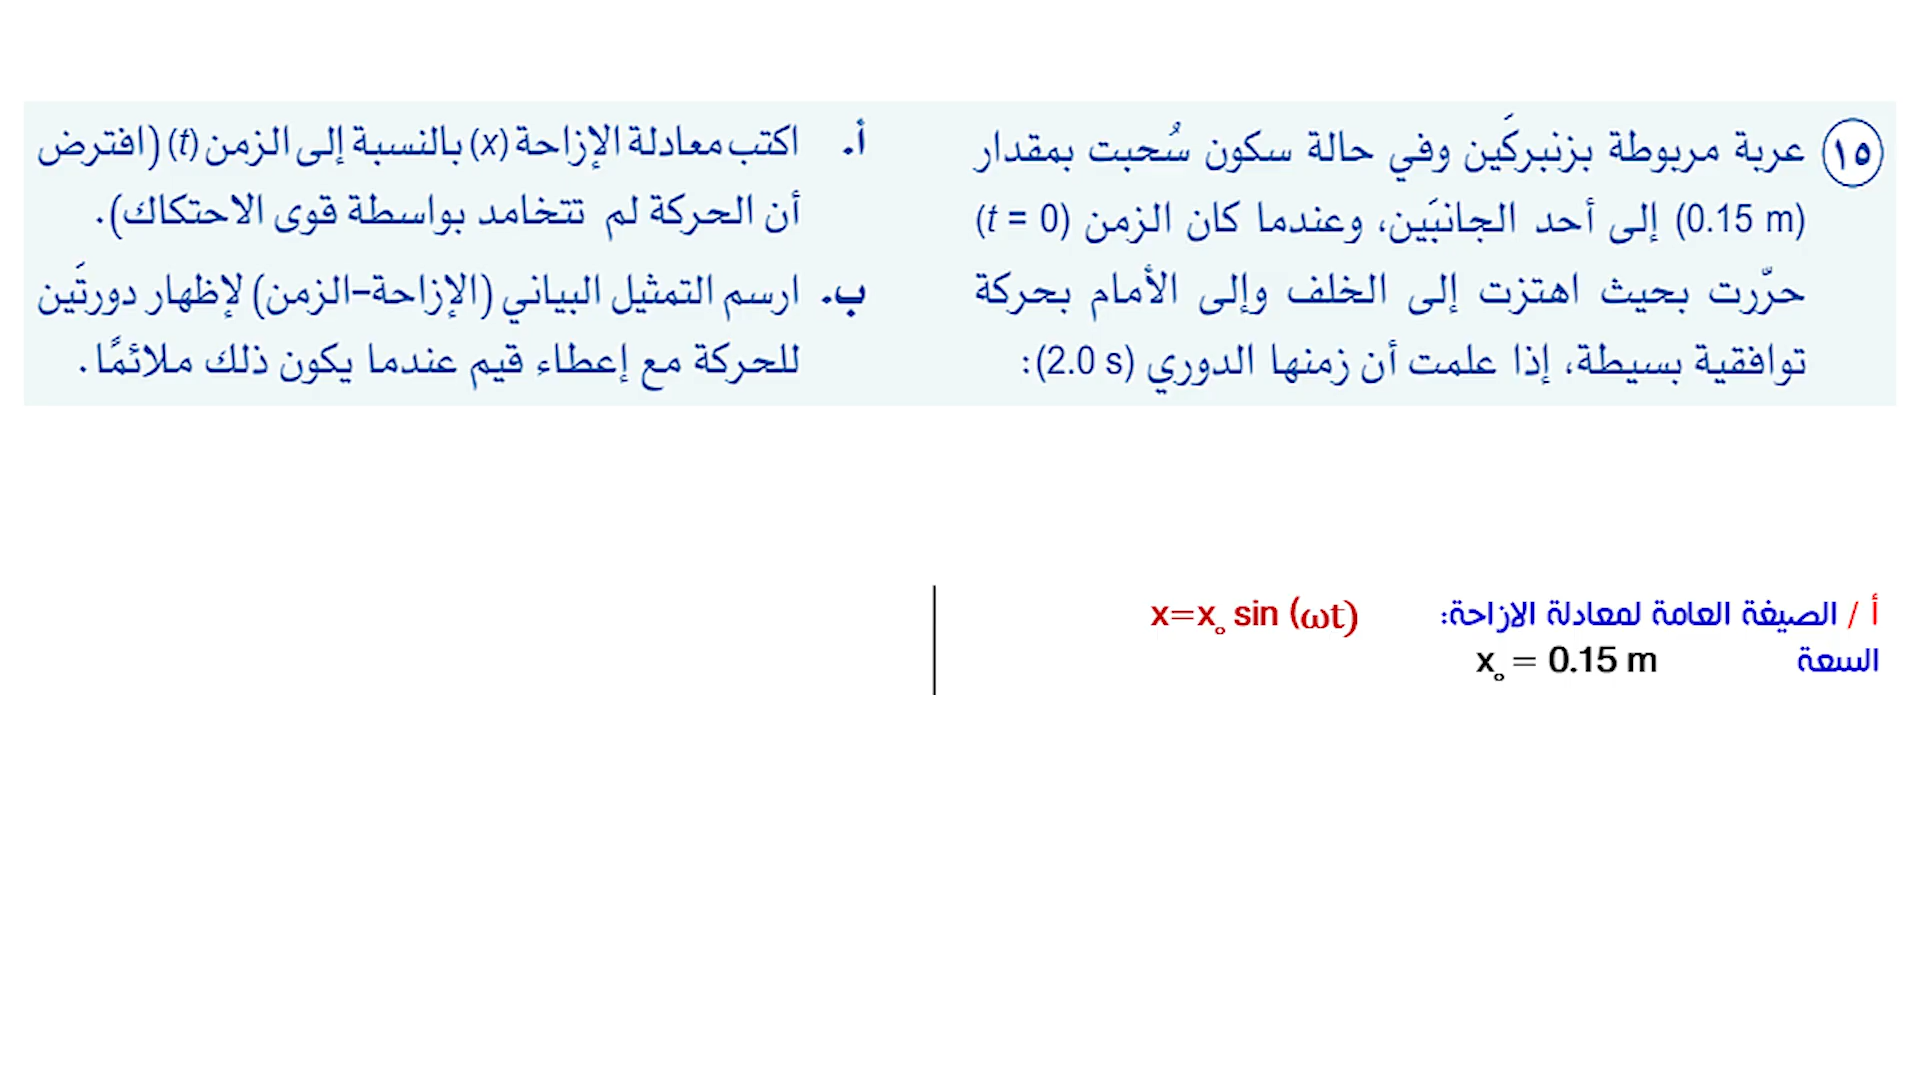 ١٥ عربة مربوطة بزنبركَين وفي حالة سكون سُحبت بمقدار
(0.15 m) إلى أحد الجانبَين، وعندما كان الزمن (t = 0)
حرّرت بحيث اهتزت إلى الخلف وإلى الأمام بحركة
توافقية بسيطة، إذا علمت أن زمنها الدوري (2.0 s):
أ. اكتب معادلة الإزاحة (x) بالنسبة إلى الزمن (t) (افترض
أن الحركة لم تتخامد بواسطة قوى الاحتكاك).
ب. ارسم التمثيل البياني (الإزاحة–الزمن) لإظهار دورتَين
للحركة مع إعطاء قيم عندما يكون ذلك ملائمًا.
أ / الصيغة العامة لمعادلة الازاحة: x=x₀ sin (ωt)
السعة x₀ = 0.15 m